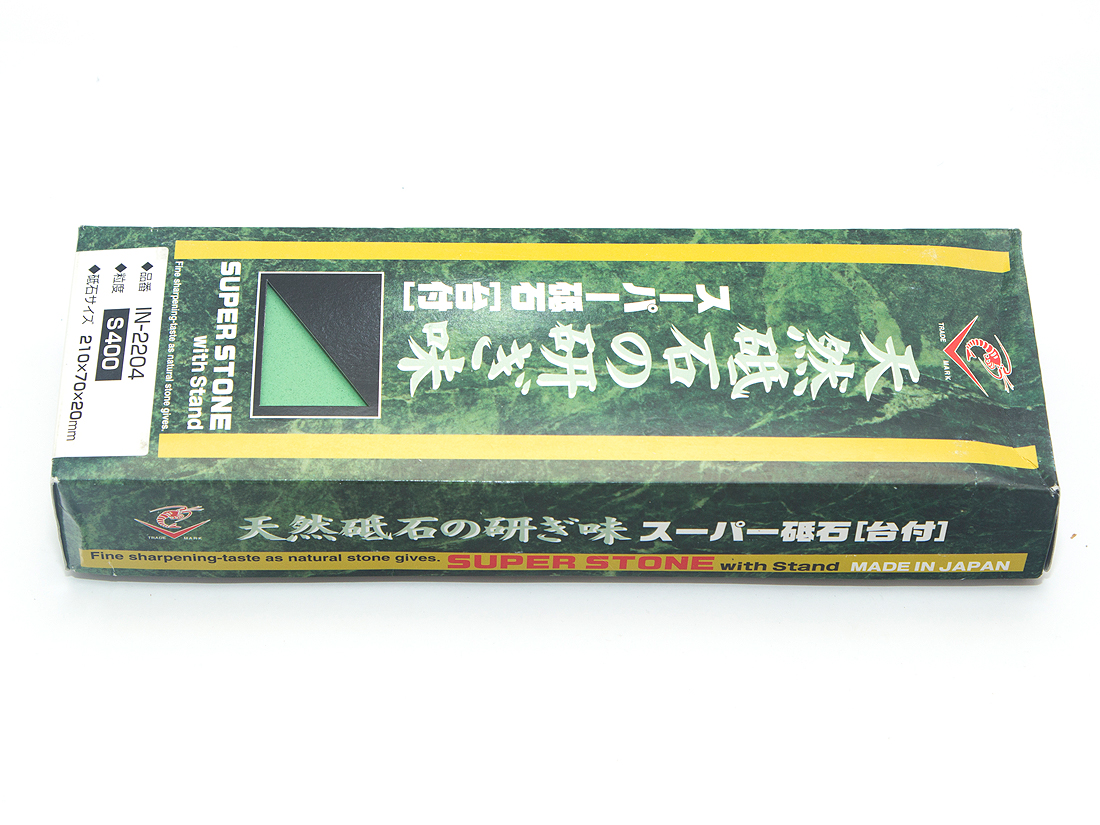 TRADE MARK
天然砥石の研ぎ味
スーパー砥石[台付]
SUPER STONE
with Stand
Fine sharpening-taste as natural stone gives.
◆品番 IN-2204
◆粒度 S400
◆砥石サイズ 210×70×20mm
TRADE MARK
天然砥石の研ぎ味 スーパー砥石[台付]
Fine sharpening-taste as natural stone gives. SUPER STONE with Stand MADE IN JAPAN